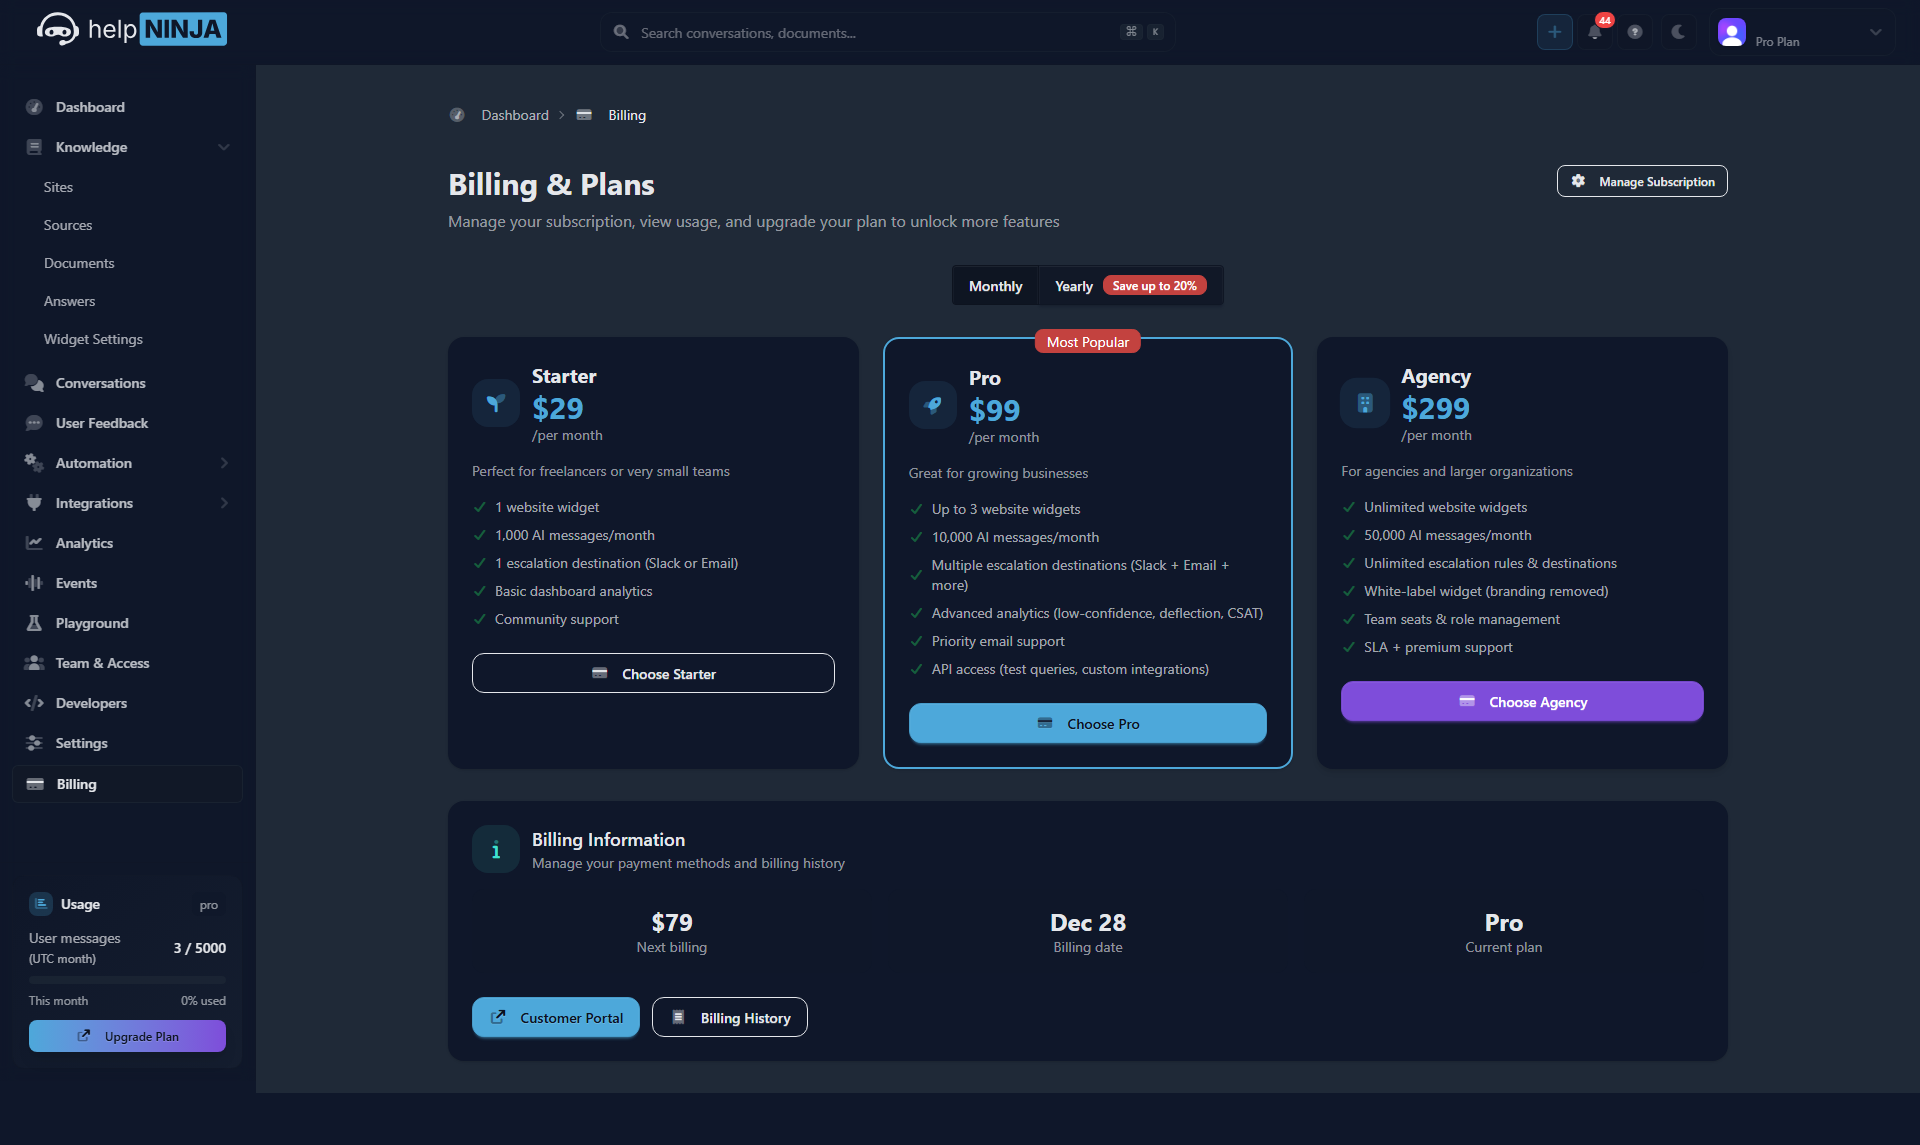 helpNINJA
Search conversations, documents...
⌘ K
44
Pro Plan
Dashboard
Knowledge
Sites
Sources
Documents
Answers
Widget Settings
Conversations
User Feedback
Automation
Integrations
Analytics
Events
Playground
Team & Access
Developers
Settings
Billing
Usage
pro
User messages
(UTC month)
3 / 5000
This month
0% used
Upgrade Plan
Dashboard > Billing
Billing & Plans
Manage your subscription, view usage, and upgrade your plan to unlock more features
Manage Subscription
Monthly
Yearly
Save up to 20%
Starter
$29
/per month
Perfect for freelancers or very small teams
1 website widget
1,000 AI messages/month
1 escalation destination (Slack or Email)
Basic dashboard analytics
Community support
Choose Starter
Most Popular
Pro
$99
/per month
Great for growing businesses
Up to 3 website widgets
10,000 AI messages/month
Multiple escalation destinations (Slack + Email +
more)
Advanced analytics (low-confidence, deflection, CSAT)
Priority email support
API access (test queries, custom integrations)
Choose Pro
Agency
$299
/per month
For agencies and larger organizations
Unlimited website widgets
50,000 AI messages/month
Unlimited escalation rules & destinations
White-label widget (branding removed)
Team seats & role management
SLA + premium support
Choose Agency
Billing Information
Manage your payment methods and billing history
$79
Next billing
Dec 28
Billing date
Pro
Current plan
Customer Portal
Billing History